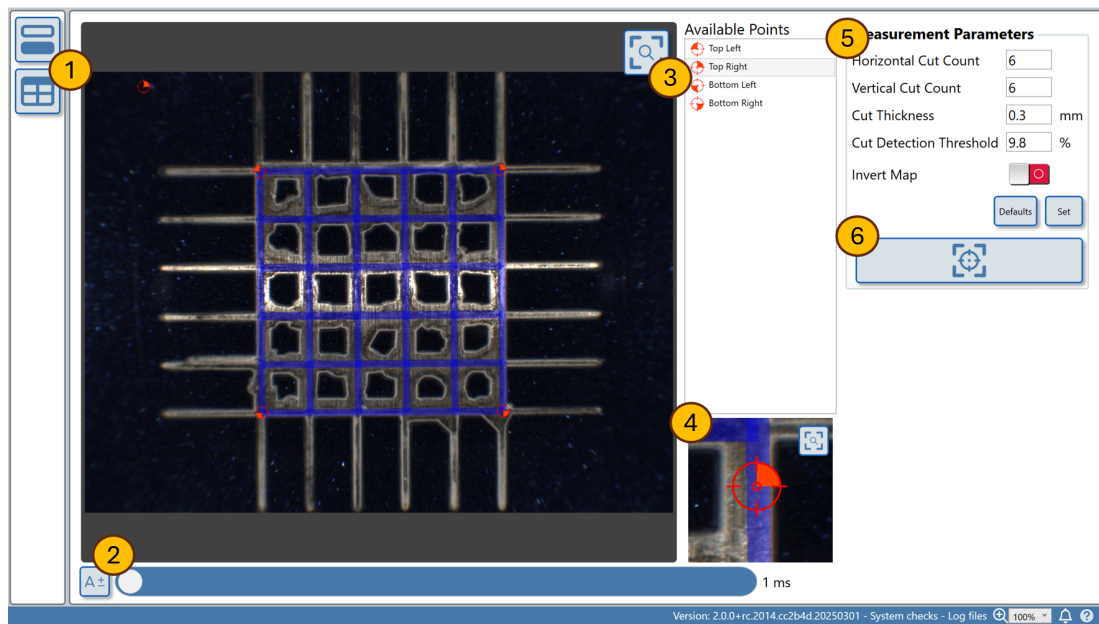 1
Available Points
Top Left
Top Right
Bottom Left
Bottom Right
3
5
easurement Parameters
Horizontal Cut Count 6
Vertical Cut Count 6
Cut Thickness 0.3 mm
Cut Detection Threshold 9.8 %
Invert Map
Defaults Set
6
4
2
A± 1 ms
Version: 2.0.0+rc.2014.cc2b4d.20250301 - System checks - Log files 100% ?